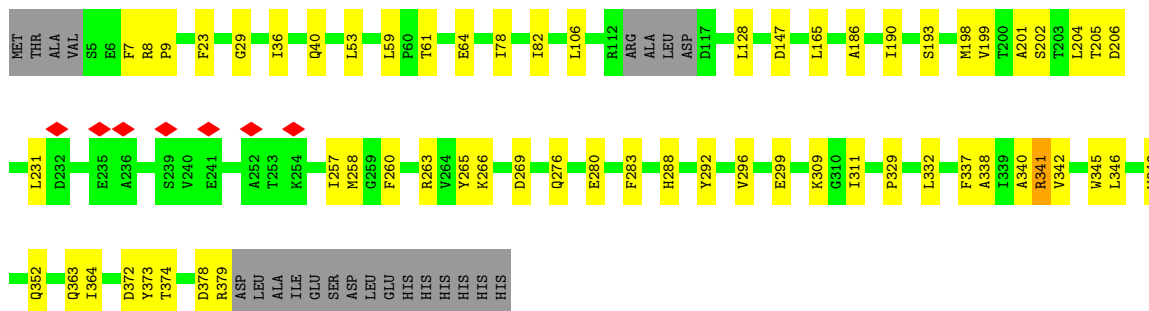 MET THR ALA VAL S5 E6 F7 R8 P9 F23 G29 I36 Q40 L53 L59 P60 T61 E64 I78 I82 L106 R112 ARG ALA LEU ASP D117 L128 D147 L165 A186 I190 S193 M198 V199 T200 A201 S202 T203 L204 T205 D206
L231 D232 E235 A236 S239 V240 E241 A252 T253 K254 I257 M258 G259 F260 R263 V264 Y265 K266 D269 Q276 E280 F283 H288 Y292 V296 E299 K309 G310 I311 P329 L332 F337 A338 I339 A340 R341 V342 W345 L346
Q352 Q363 I364 D372 Y373 T374 D378 R379 ASP LEU ALA ILE GLU SER ASP LEU GLU HIS HIS HIS HIS HIS HIS